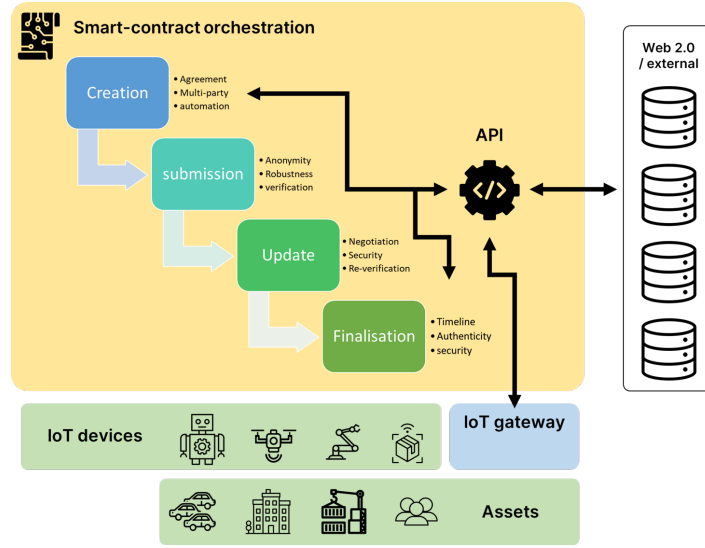 Smart-contract orchestration
Creation
• Agreement
• Multi-party
• automation
submission
• Anonymity
• Robustness
• verification
Update
• Negotiation
• Security
• Re-verification
Finalisation
• Timeline
• Authenticity
• security
API
</>
Web 2.0
/ external
IoT devices
IoT gateway
Assets